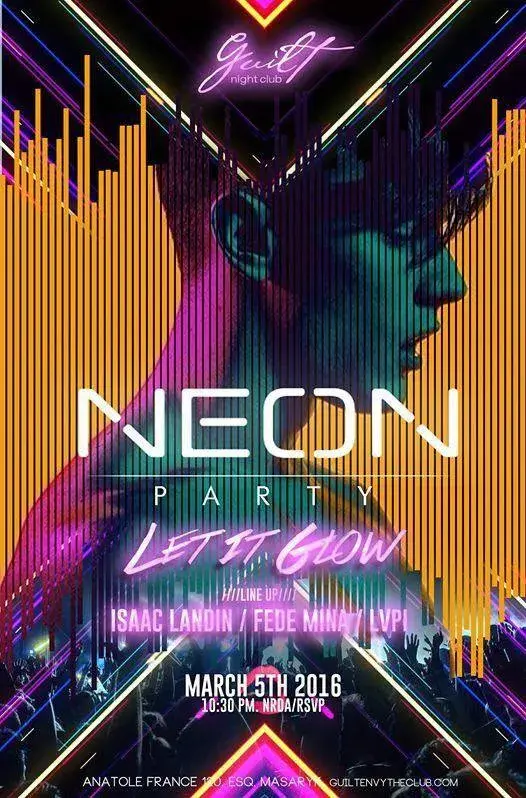 Guilt
night club
NEON
PARTY
LET IT GLOW
////LINE UP////
ISAAC LANDIN / FEDE MINA / LVPI
MARCH 5TH 2016
10:30 PM. NRDA/RSVP
ANATOLE FRANCE 120. ESQ. MASARYK. GUILTENVYTHECLUB.COM